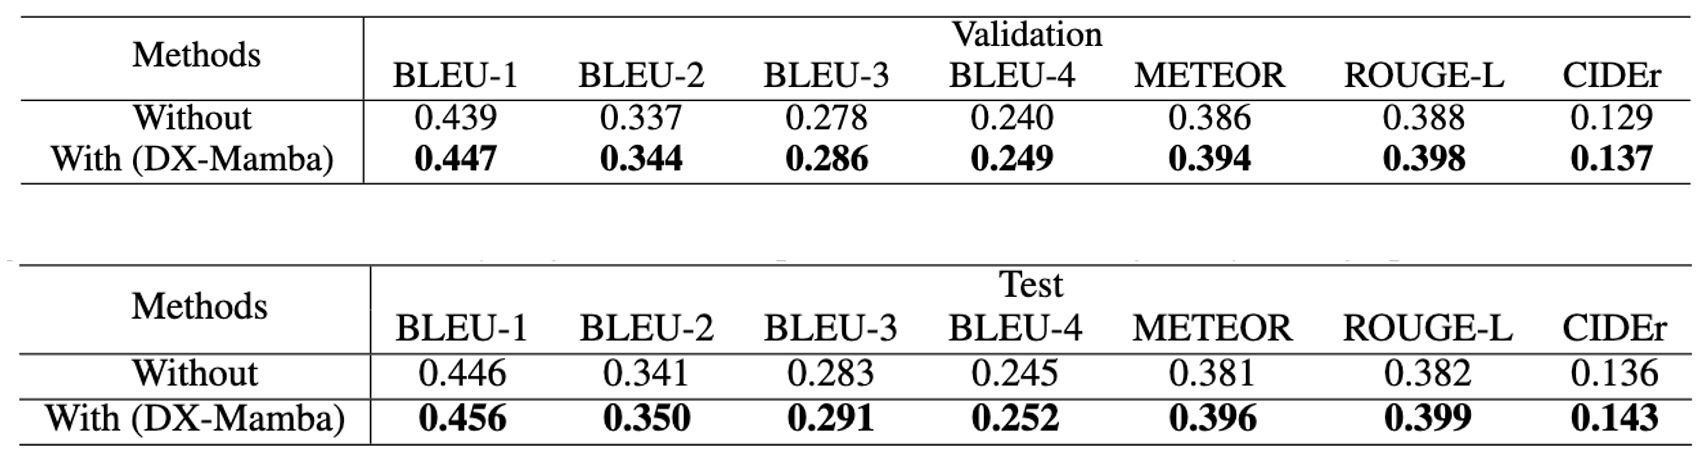 Methods Validation
BLEU-1 BLEU-2 BLEU-3 BLEU-4 METEOR ROUGE-L CIDEr
Without 0.439 0.337 0.278 0.240 0.386 0.388 0.129
With (DX-Mamba) 0.447 0.344 0.286 0.249 0.394 0.398 0.137
Methods Test
BLEU-1 BLEU-2 BLEU-3 BLEU-4 METEOR ROUGE-L CIDEr
Without 0.446 0.341 0.283 0.245 0.381 0.382 0.136
With (DX-Mamba) 0.456 0.350 0.291 0.252 0.396 0.399 0.143